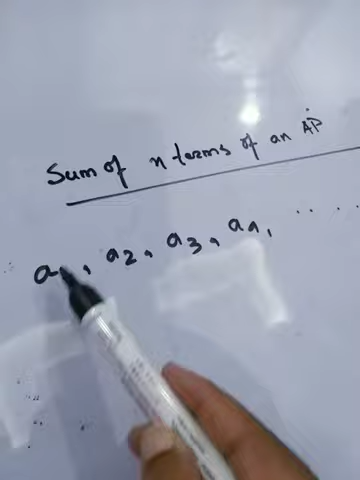 Sum of n terms of an AP
a₁, a₂, a₃, a₄, .....